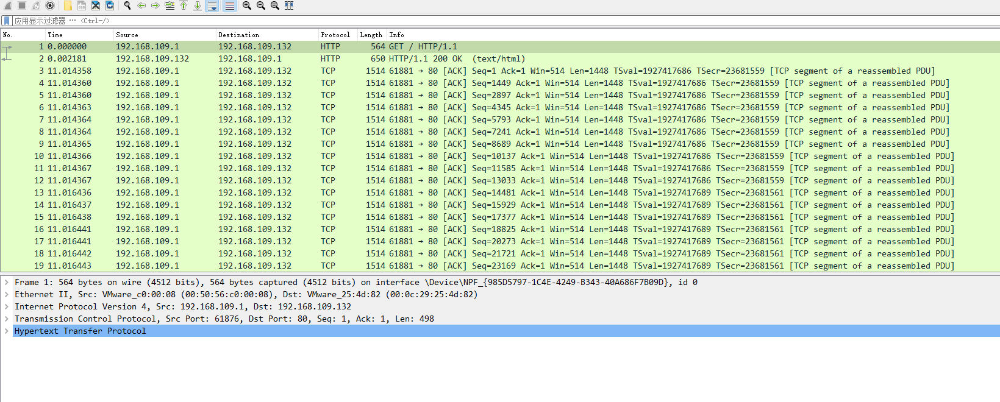 应用显示过滤器 … <Ctrl-/>
No. Time Source Destination Protocol Length Info
1 0.000000 192.168.109.1 192.168.109.132 HTTP 564 GET / HTTP/1.1
2 0.002181 192.168.109.132 192.168.109.1 HTTP 650 HTTP/1.1 200 OK (text/html)
3 11.014358 192.168.109.1 192.168.109.132 TCP 1514 61881 → 80 [ACK] Seq=1 Ack=1 Win=514 Len=1448 TSval=1927417686 TSecr=23681559 [TCP segment of a reassembled PDU]
4 11.014360 192.168.109.1 192.168.109.132 TCP 1514 61881 → 80 [ACK] Seq=1449 Ack=1 Win=514 Len=1448 TSval=1927417686 TSecr=23681559 [TCP segment of a reassembled PDU]
5 11.014360 192.168.109.1 192.168.109.132 TCP 1514 61881 → 80 [ACK] Seq=2897 Ack=1 Win=514 Len=1448 TSval=1927417686 TSecr=23681559 [TCP segment of a reassembled PDU]
6 11.014363 192.168.109.1 192.168.109.132 TCP 1514 61881 → 80 [ACK] Seq=4345 Ack=1 Win=514 Len=1448 TSval=1927417686 TSecr=23681559 [TCP segment of a reassembled PDU]
7 11.014364 192.168.109.1 192.168.109.132 TCP 1514 61881 → 80 [ACK] Seq=5793 Ack=1 Win=514 Len=1448 TSval=1927417686 TSecr=23681559 [TCP segment of a reassembled PDU]
8 11.014364 192.168.109.1 192.168.109.132 TCP 1514 61881 → 80 [ACK] Seq=7241 Ack=1 Win=514 Len=1448 TSval=1927417686 TSecr=23681559 [TCP segment of a reassembled PDU]
9 11.014365 192.168.109.1 192.168.109.132 TCP 1514 61881 → 80 [ACK] Seq=8689 Ack=1 Win=514 Len=1448 TSval=1927417686 TSecr=23681559 [TCP segment of a reassembled PDU]
10 11.014366 192.168.109.1 192.168.109.132 TCP 1514 61881 → 80 [ACK] Seq=10137 Ack=1 Win=514 Len=1448 TSval=1927417686 TSecr=23681559 [TCP segment of a reassembled PDU]
11 11.014367 192.168.109.1 192.168.109.132 TCP 1514 61881 → 80 [ACK] Seq=11585 Ack=1 Win=514 Len=1448 TSval=1927417686 TSecr=23681559 [TCP segment of a reassembled PDU]
12 11.014367 192.168.109.1 192.168.109.132 TCP 1514 61881 → 80 [ACK] Seq=13033 Ack=1 Win=514 Len=1448 TSval=1927417686 TSecr=23681559 [TCP segment of a reassembled PDU]
13 11.016436 192.168.109.1 192.168.109.132 TCP 1514 61881 → 80 [ACK] Seq=14481 Ack=1 Win=514 Len=1448 TSval=1927417689 TSecr=23681561 [TCP segment of a reassembled PDU]
14 11.016437 192.168.109.1 192.168.109.132 TCP 1514 61881 → 80 [ACK] Seq=15929 Ack=1 Win=514 Len=1448 TSval=1927417689 TSecr=23681561 [TCP segment of a reassembled PDU]
15 11.016438 192.168.109.1 192.168.109.132 TCP 1514 61881 → 80 [ACK] Seq=17377 Ack=1 Win=514 Len=1448 TSval=1927417689 TSecr=23681561 [TCP segment of a reassembled PDU]
16 11.016441 192.168.109.1 192.168.109.132 TCP 1514 61881 → 80 [ACK] Seq=18825 Ack=1 Win=514 Len=1448 TSval=1927417689 TSecr=23681561 [TCP segment of a reassembled PDU]
17 11.016441 192.168.109.1 192.168.109.132 TCP 1514 61881 → 80 [ACK] Seq=20273 Ack=1 Win=514 Len=1448 TSval=1927417689 TSecr=23681561 [TCP segment of a reassembled PDU]
18 11.016442 192.168.109.1 192.168.109.132 TCP 1514 61881 → 80 [ACK] Seq=21721 Ack=1 Win=514 Len=1448 TSval=1927417689 TSecr=23681561 [TCP segment of a reassembled PDU]
19 11.016443 192.168.109.1 192.168.109.132 TCP 1514 61881 → 80 [ACK] Seq=23169 Ack=1 Win=514 Len=1448 TSval=1927417689 TSecr=23681561 [TCP segment of a reassembled PDU]
Frame 1: 564 bytes on wire (4512 bits), 564 bytes captured (4512 bits) on interface \Device\NPF_{985D5797-1C4E-4249-B343-40A686F7B09D}, id 0
Ethernet II, Src: VMware_c0:00:08 (00:50:56:c0:00:08), Dst: VMware_25:4d:82 (00:0c:29:25:4d:82)
Internet Protocol Version 4, Src: 192.168.109.1, Dst: 192.168.109.132
Transmission Control Protocol, Src Port: 61876, Dst Port: 80, Seq: 1, Ack: 1, Len: 498
Hypertext Transfer Protocol